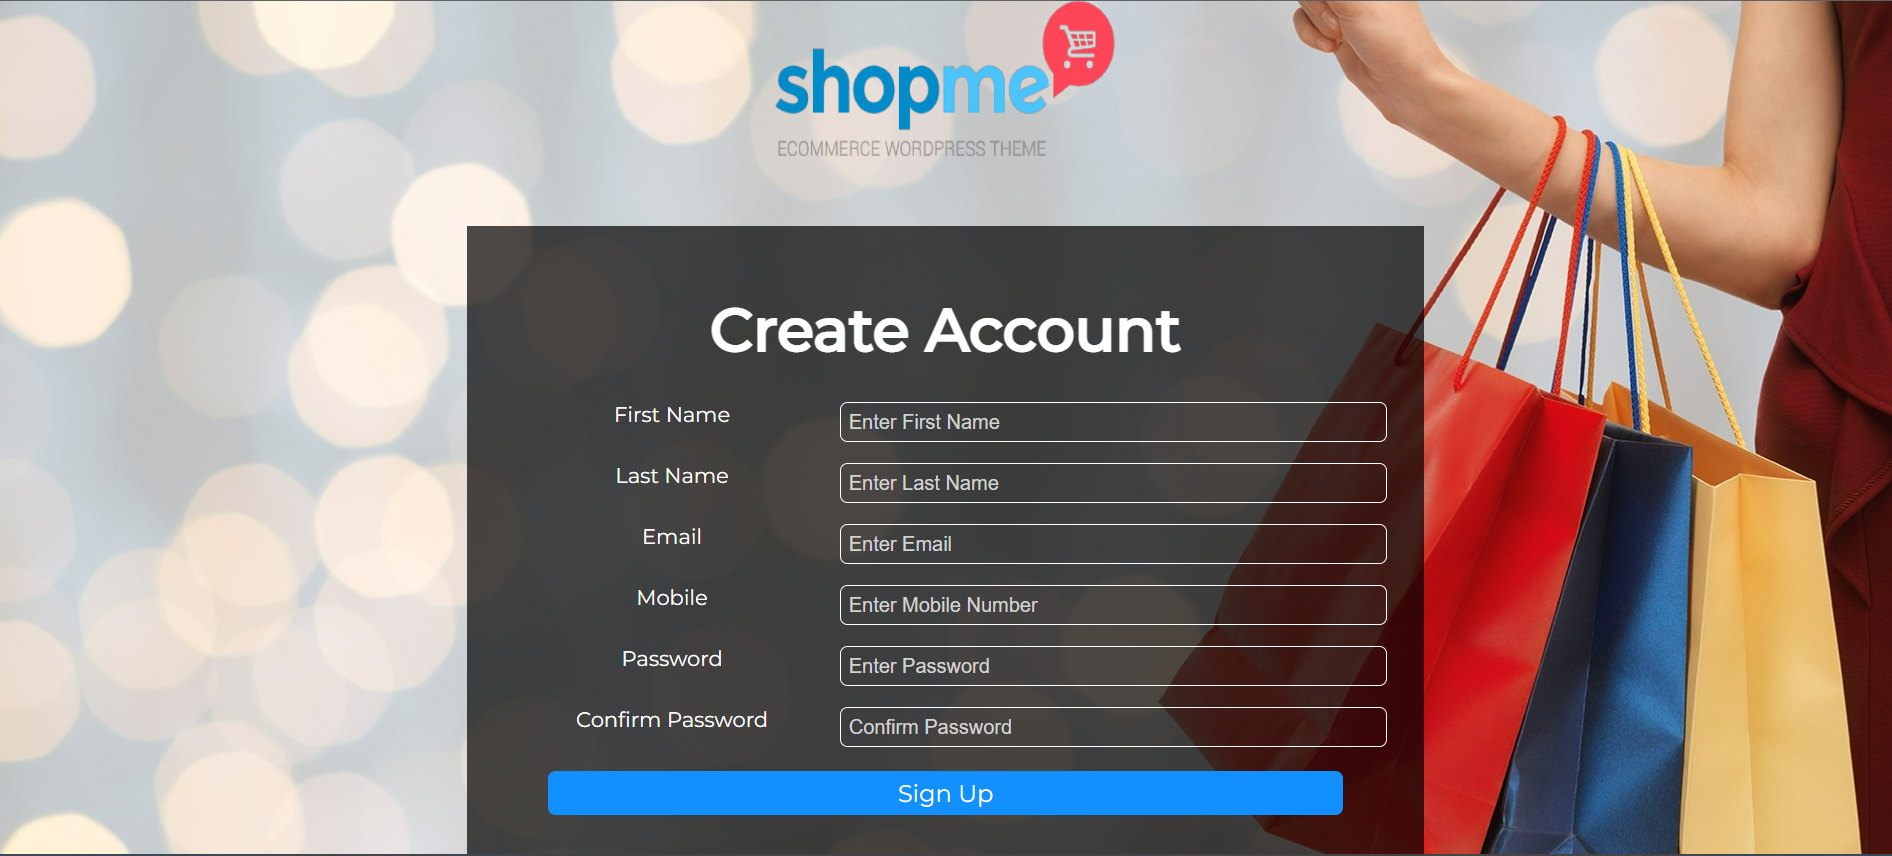 shopme
ECOMMERCE WORDPRESS THEME
Create Account
First Name
Enter First Name
Last Name
Enter Last Name
Email
Enter Email
Mobile
Enter Mobile Number
Password
Enter Password
Confirm Password
Confirm Password
Sign Up